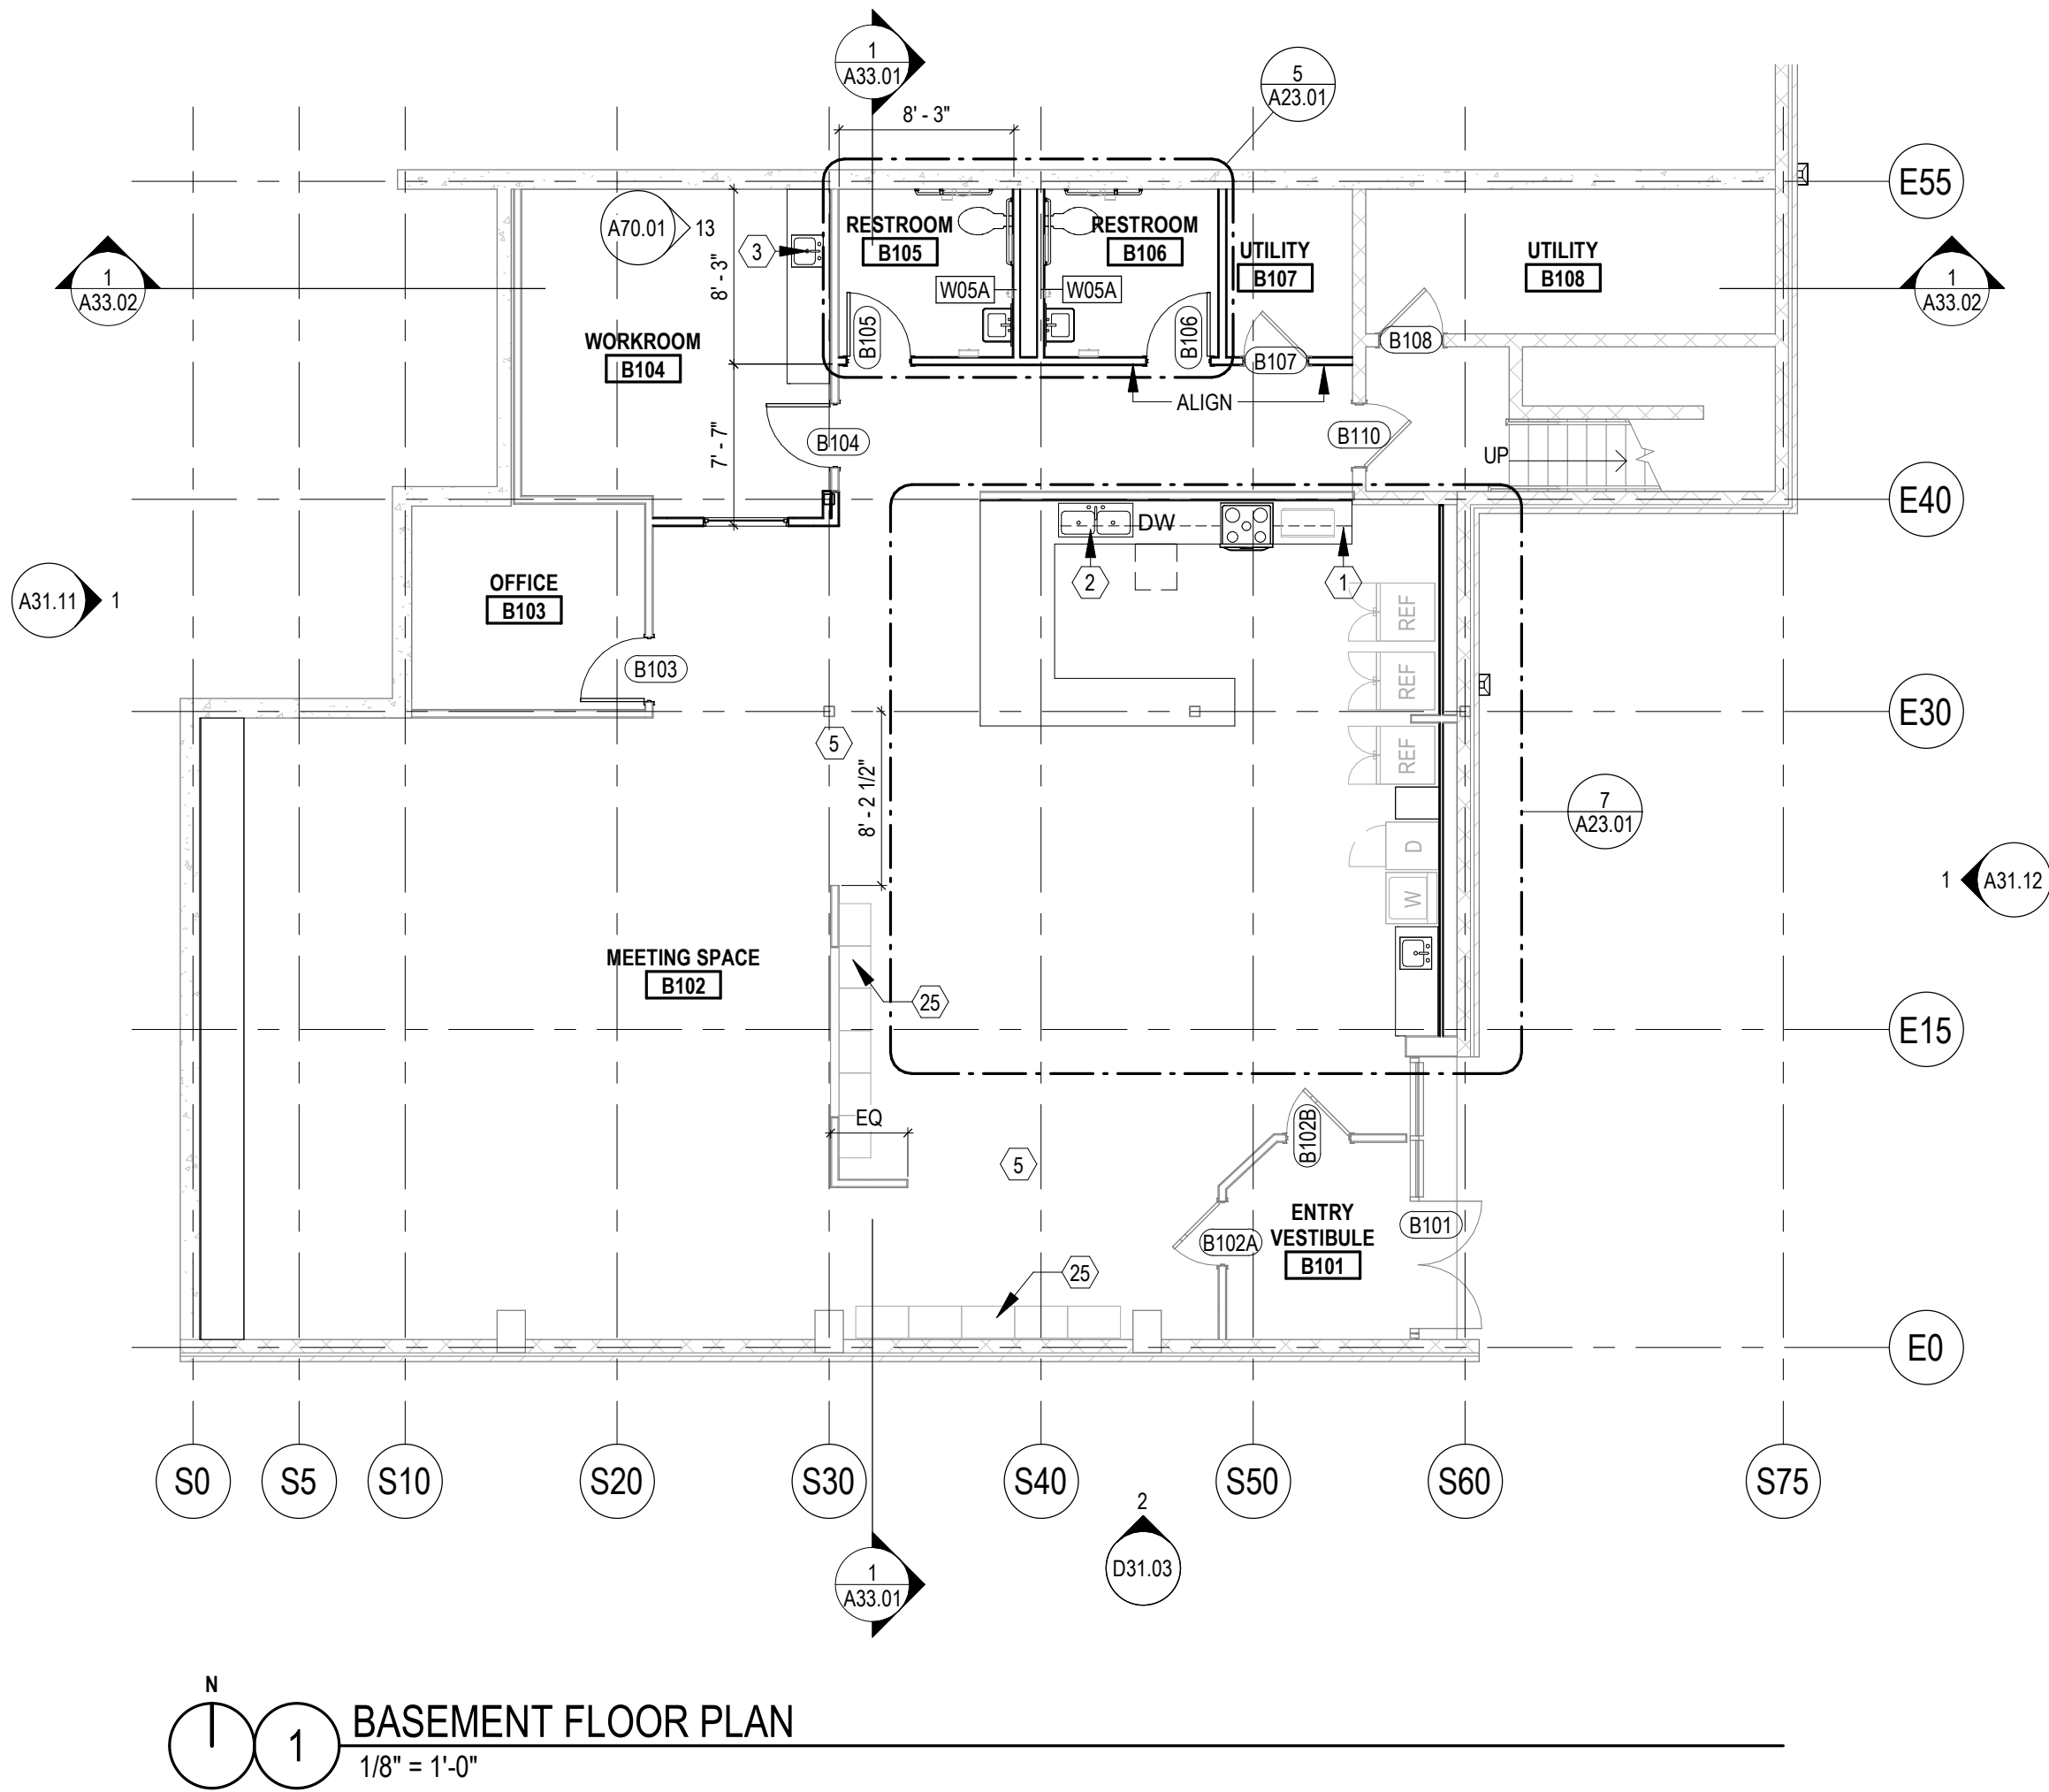 1
A33.01
5
A23.01
8' - 3"
E55
A70.01
13
3
RESTROOM
B105
RESTROOM
B106
UTILITY
B107
UTILITY
B108
1
A33.02
1
A33.02
8' - 3"
W05A
W05A
B105
B106
B107
B108
WORKROOM
B104
ALIGN
B104
B110
7' - 7"
UP
E40
DW
2
1
OFFICE
B103
A31.11
1
REF
B103
REF
E30
5
REF
8' - 2 1/2"
7
A23.01
D
1
A31.12
W
MEETING SPACE
B102
25
E15
EQ
B102B
5
ENTRY
VESTIBULE
B101
B101
B102A
25
E0
S0
S5
S10
S20
S30
S40
S50
S60
S75
2
D31.03
1
A33.01
N
1
BASEMENT FLOOR PLAN
1/8" = 1'-0"